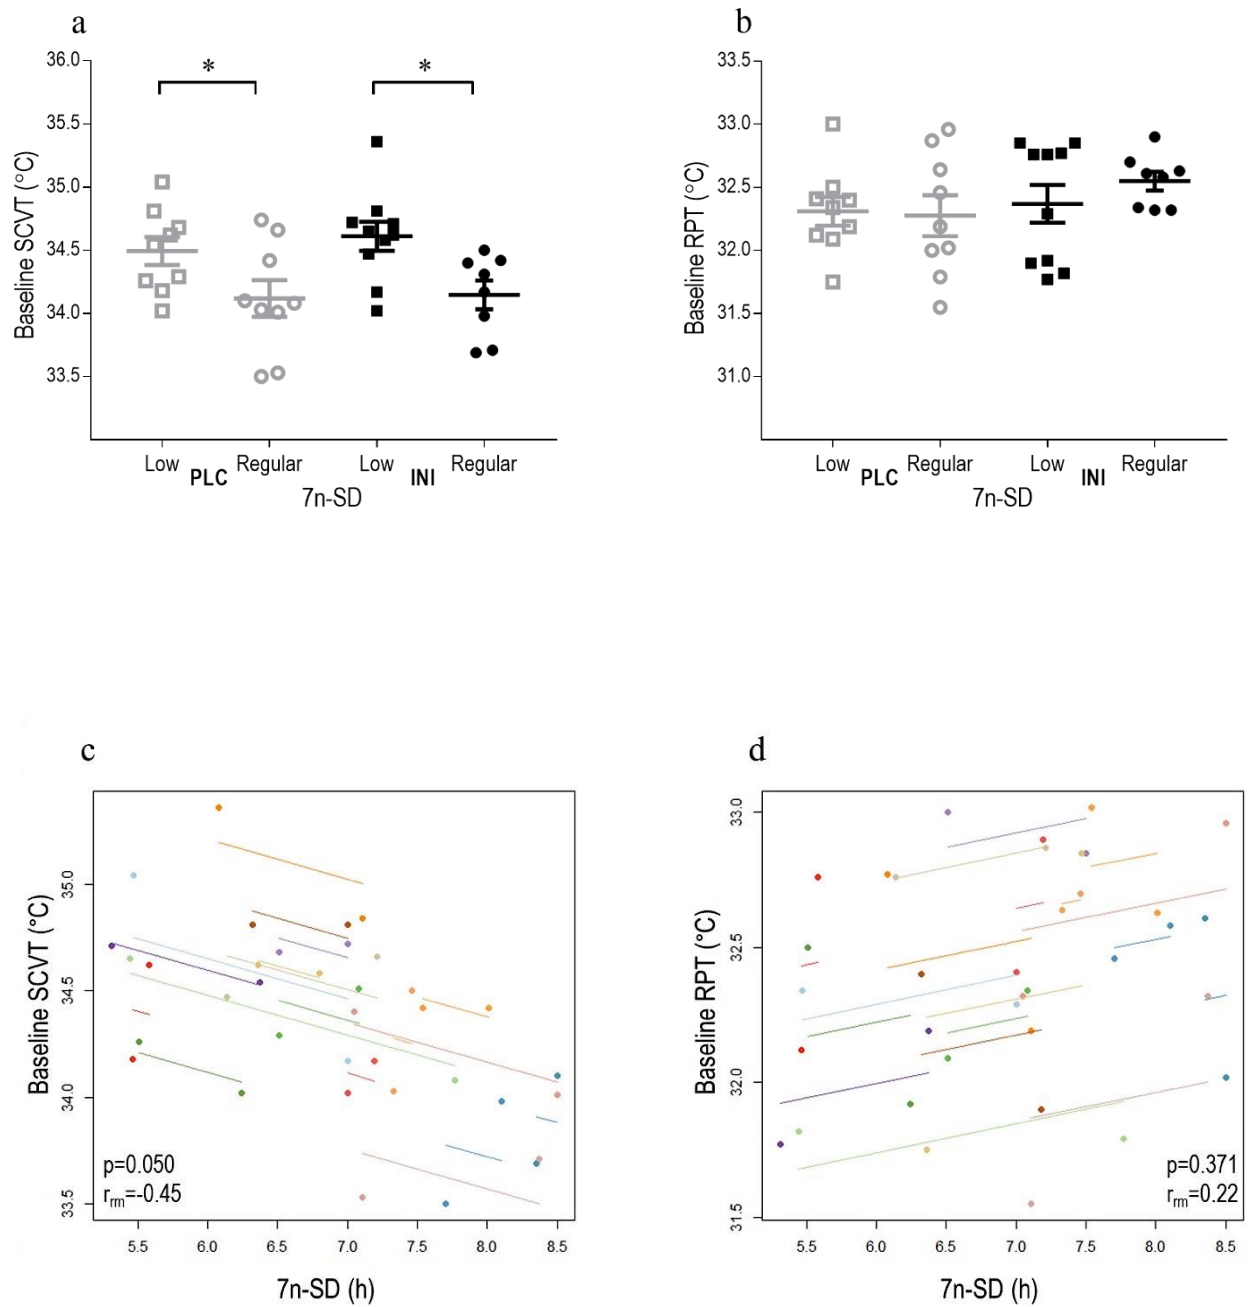 a
Baseline SCVT (°C)
36.0
35.5
35.0
34.5
34.0
33.5
*
*
Low
Regular
Low
Regular
PLC
INI
7n-SD
b
Baseline RPT (°C)
33.5
33.0
32.5
32.0
31.5
31.0
Low
Regular
Low
Regular
PLC
INI
7n-SD
c
Baseline SCVT (°C)
35.0
34.5
34.0
33.5
p=0.050
rrm=-0.45
5.5 6.0 6.5 7.0 7.5 8.0 8.5
7n-SD (h)
d
Baseline RPT (°C)
33.0
32.5
32.0
31.5
p=0.371
rrm=0.22
5.5 6.0 6.5 7.0 7.5 8.0 8.5
7n-SD (h)